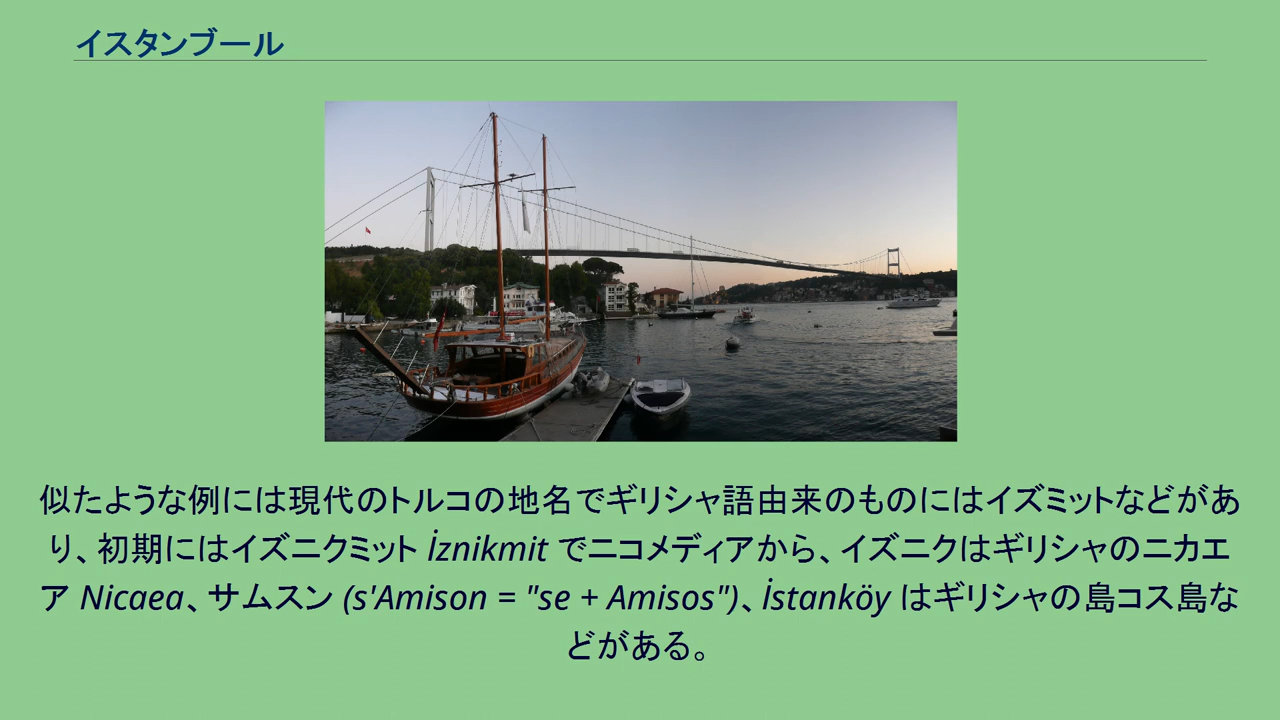 イスタンブール
似たような例には現代のトルコの地名でギリシャ語由来のものにはイズミットなどがあ
り、初期にはイズニクミット İznikmit でニコメディアから、イズニクはギリシャのニカエ
ア Nicaea、サムスン (s'Amison = "se + Amisos")、İstanköy はギリシャの島コス島な
どがある。